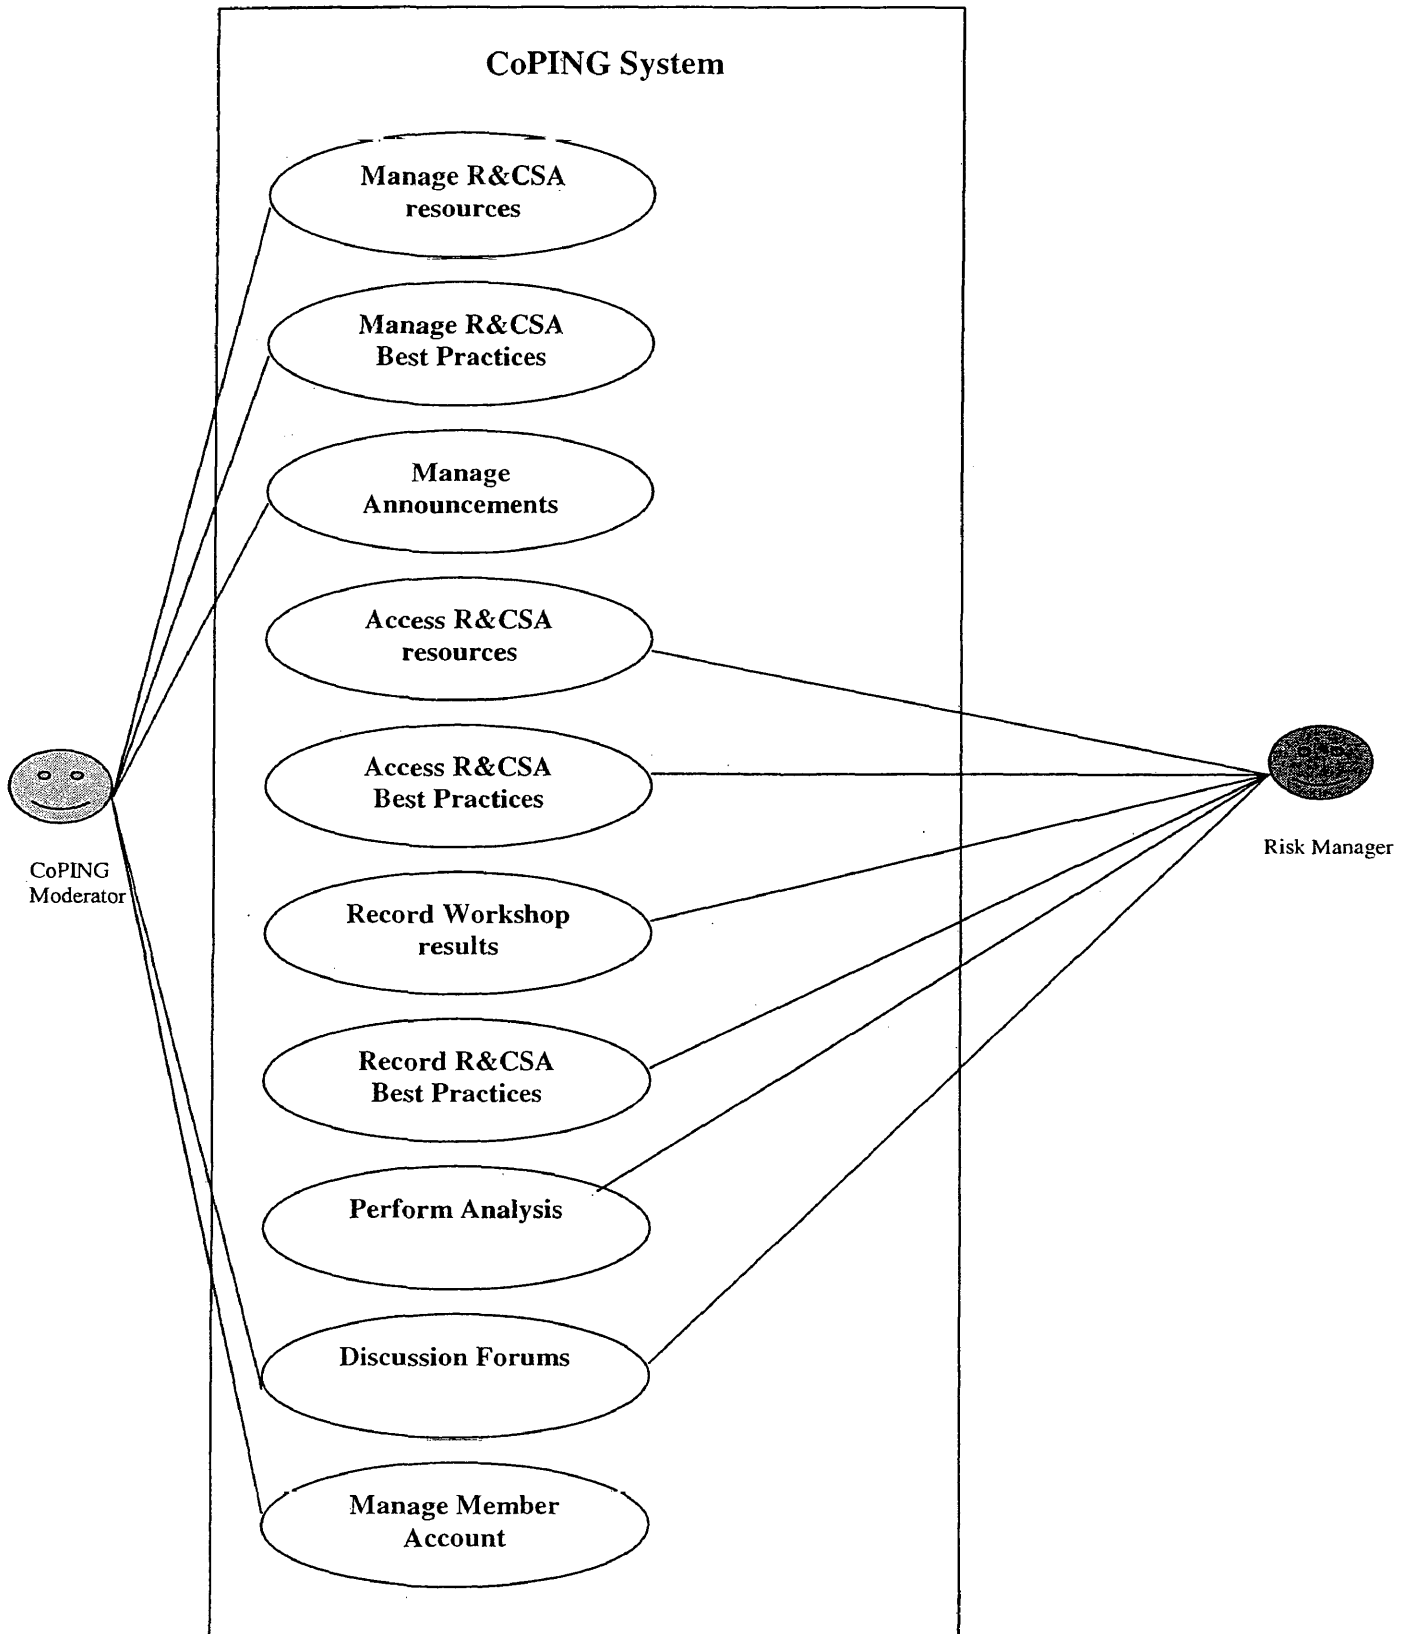 CoPING System
Manage R&CSA
resources
Manage R&CSA
Best Practices
Manage
Announcements
Access R&CSA
resources
Access R&CSA
Best Practices
CoPING
Moderator
Risk Manager
Record Workshop
results
Record R&CSA
Best Practices
Perform Analysis
Discussion Forums
Manage Member
Account